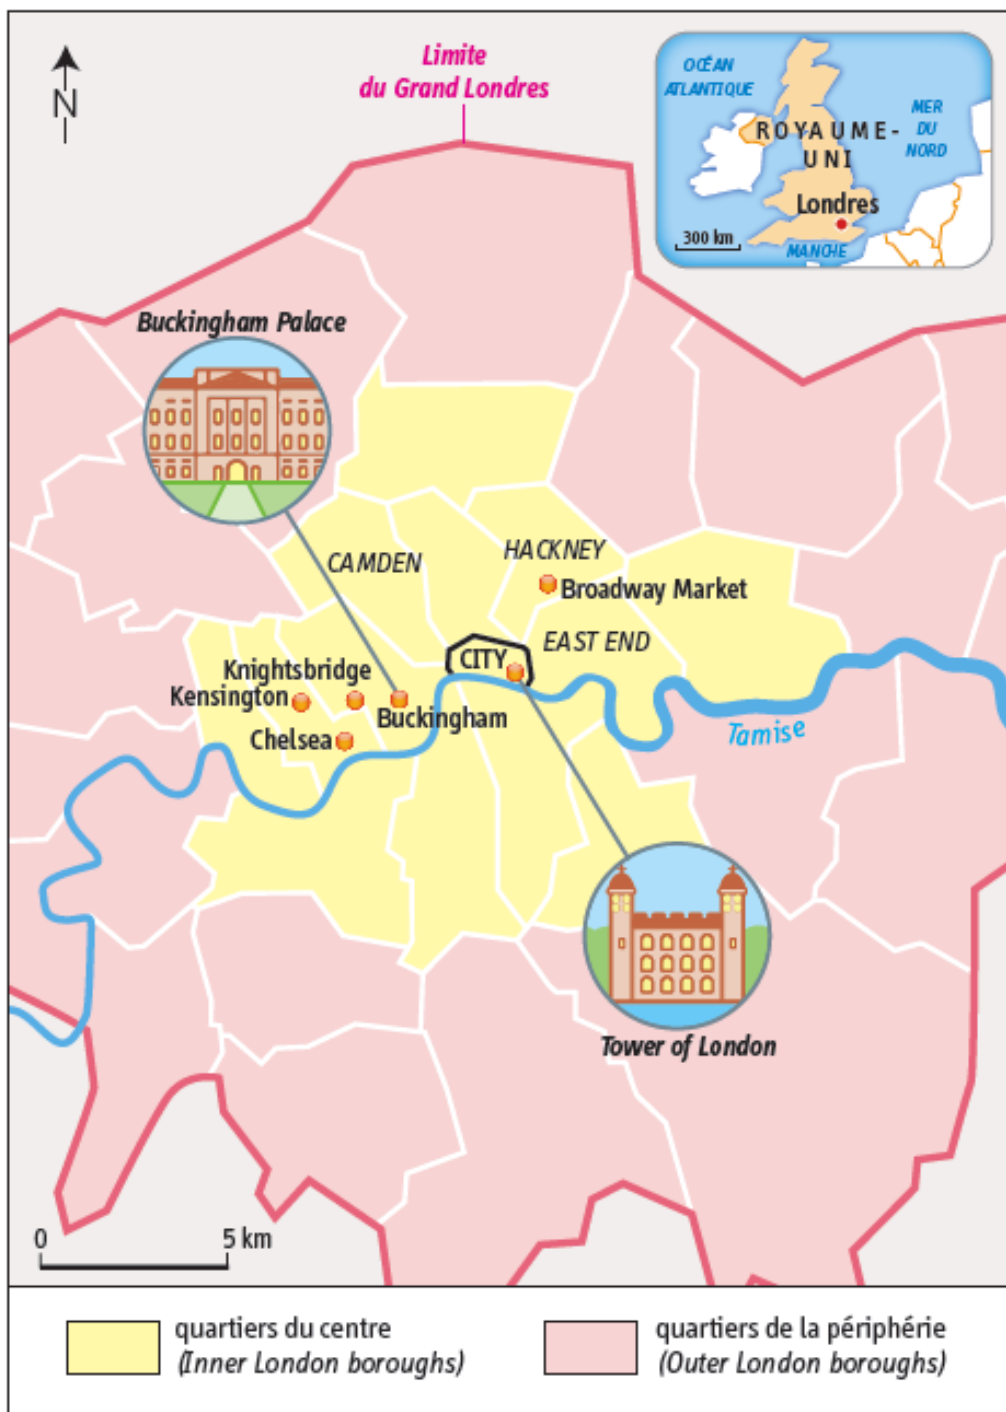 Limite
du Grand Londres
N
OCÉAN
ATLANTIQUE
MER
DU
NORD
ROYAUME-
UNI
Londres
300 km
MANCHE
Buckingham Palace
CAMDEN
HACKNEY
Broadway Market
EAST END
CITY
Knightsbridge
Kensington
Buckingham
Chelsea
Tamise
Tower of London
0 5 km
quartiers du centre
(Inner London boroughs)
quartiers de la périphérie
(Outer London boroughs)